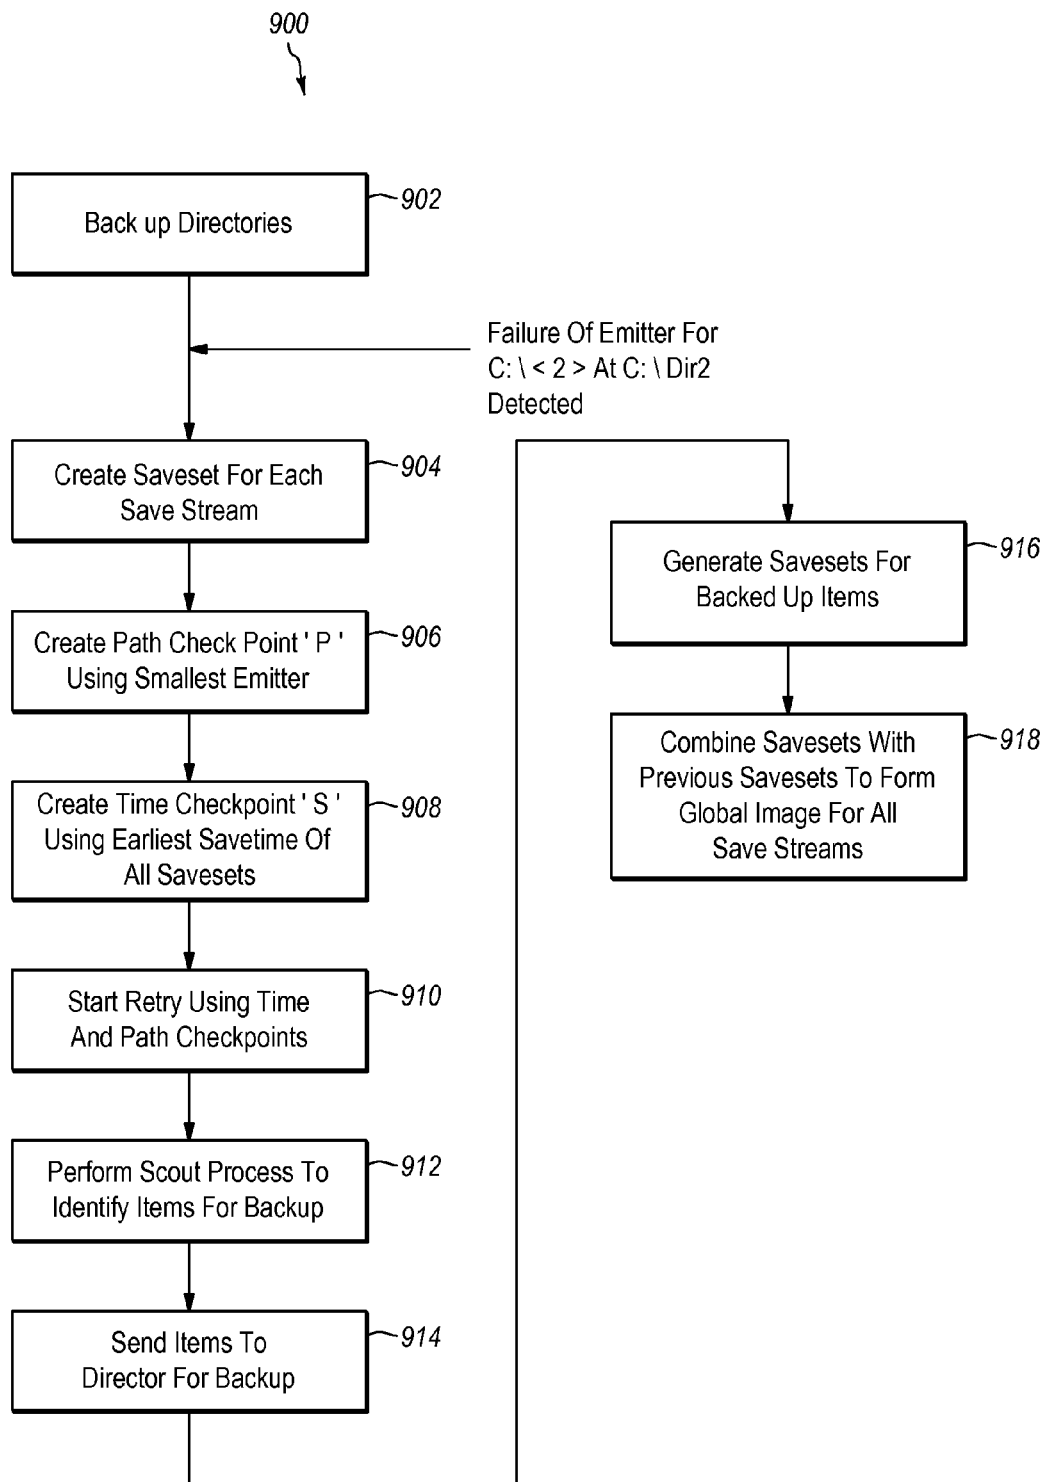 900
Back up Directories
902
Failure Of Emitter For
C: \ < 2 > At C: \ Dir2
Detected
Create Saveset For Each
Save Stream
904
Create Path Check Point ' P '
Using Smallest Emitter
906
Create Time Checkpoint ' S '
Using Earliest Savetime Of
All Savesets
908
Start Retry Using Time
And Path Checkpoints
910
Perform Scout Process To
Identify Items For Backup
912
Send Items To
Director For Backup
914
Generate Savesets For
Backed Up Items
916
Combine Savesets With
Previous Savesets To Form
Global Image For All
Save Streams
918